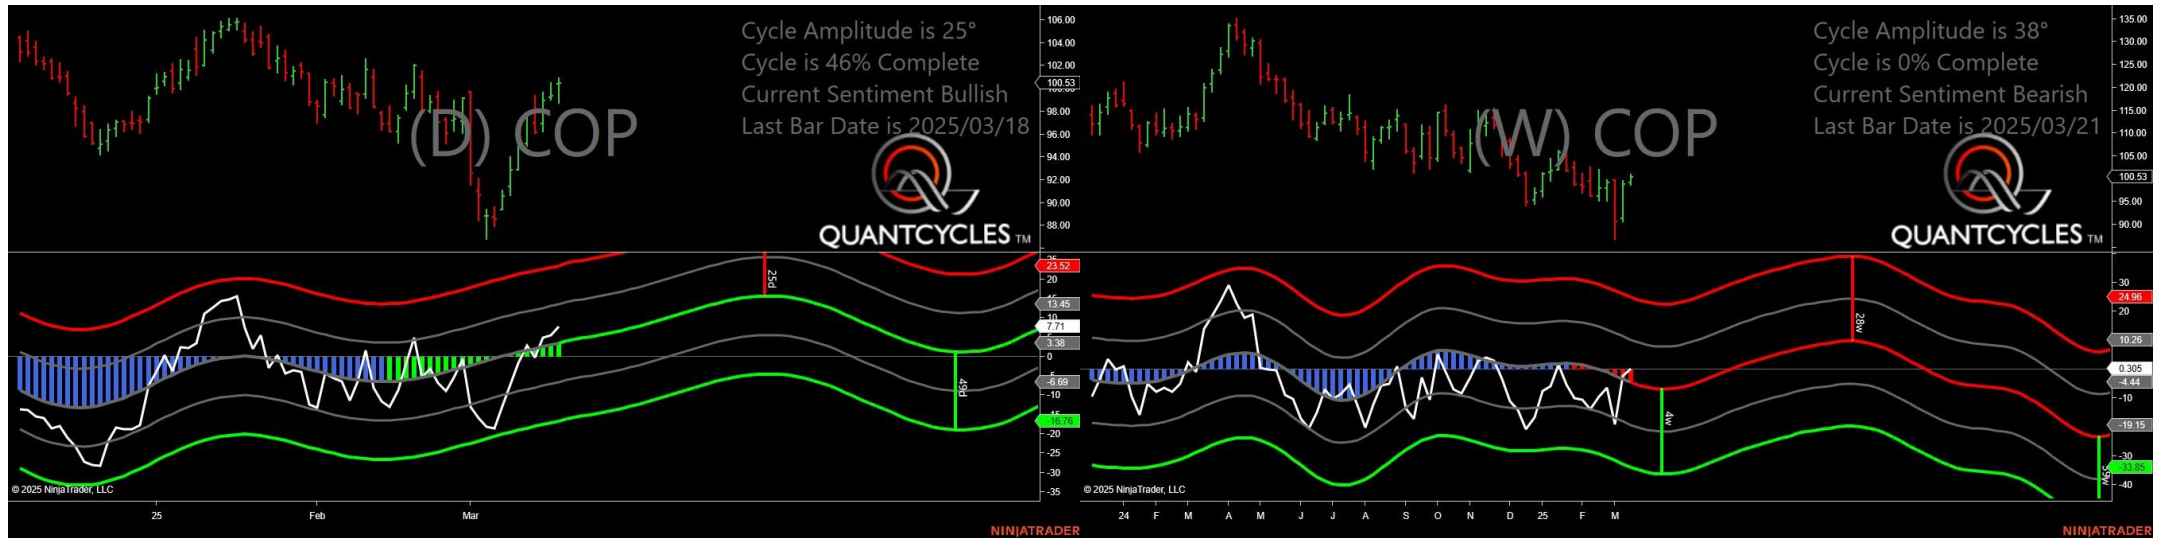 Cycle Amplitude is 25°
Cycle is 46% Complete
Current Sentiment Bullish
Last Bar Date is 2025/03/18
(D) COP
QUANTCYCLES TM
106.00
104.00
102.00
100.53
98.00
96.00
94.00
92.00
90.00
88.00
23.52
20
13.45
10
7.71
3.38
0
-6.69
-10
-16.76
-20
-25
-30
-35
25d
49d
© 2025 NinjaTrader, LLC
25 Feb Mar
NINJATRADER
Cycle Amplitude is 38°
Cycle is 0% Complete
Current Sentiment Bearish
Last Bar Date is 2025/03/21
(W) COP
QUANTCYCLES TM
135.00
130.00
125.00
120.00
115.00
110.00
105.00
100.53
95.00
90.00
30
24.96
20
10.26
0.305
-4.44
-10
-19.15
-30
-33.85
-40
28w
4w
59w
© 2025 NinjaTrader, LLC
24 F M A M J J A S O N D 25 F M
NINJATRADER